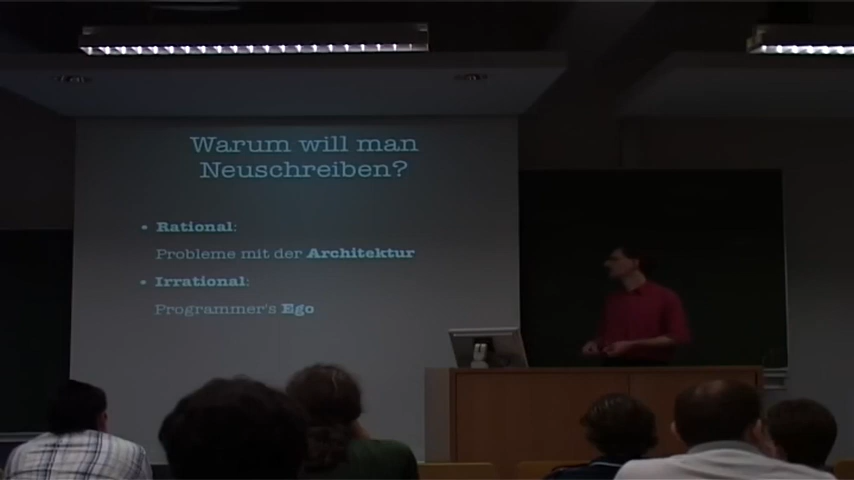 Warum will man
Neuschreiben?
• Rational:
Probleme mit der Architektur
• Irrational:
Programmer's Ego